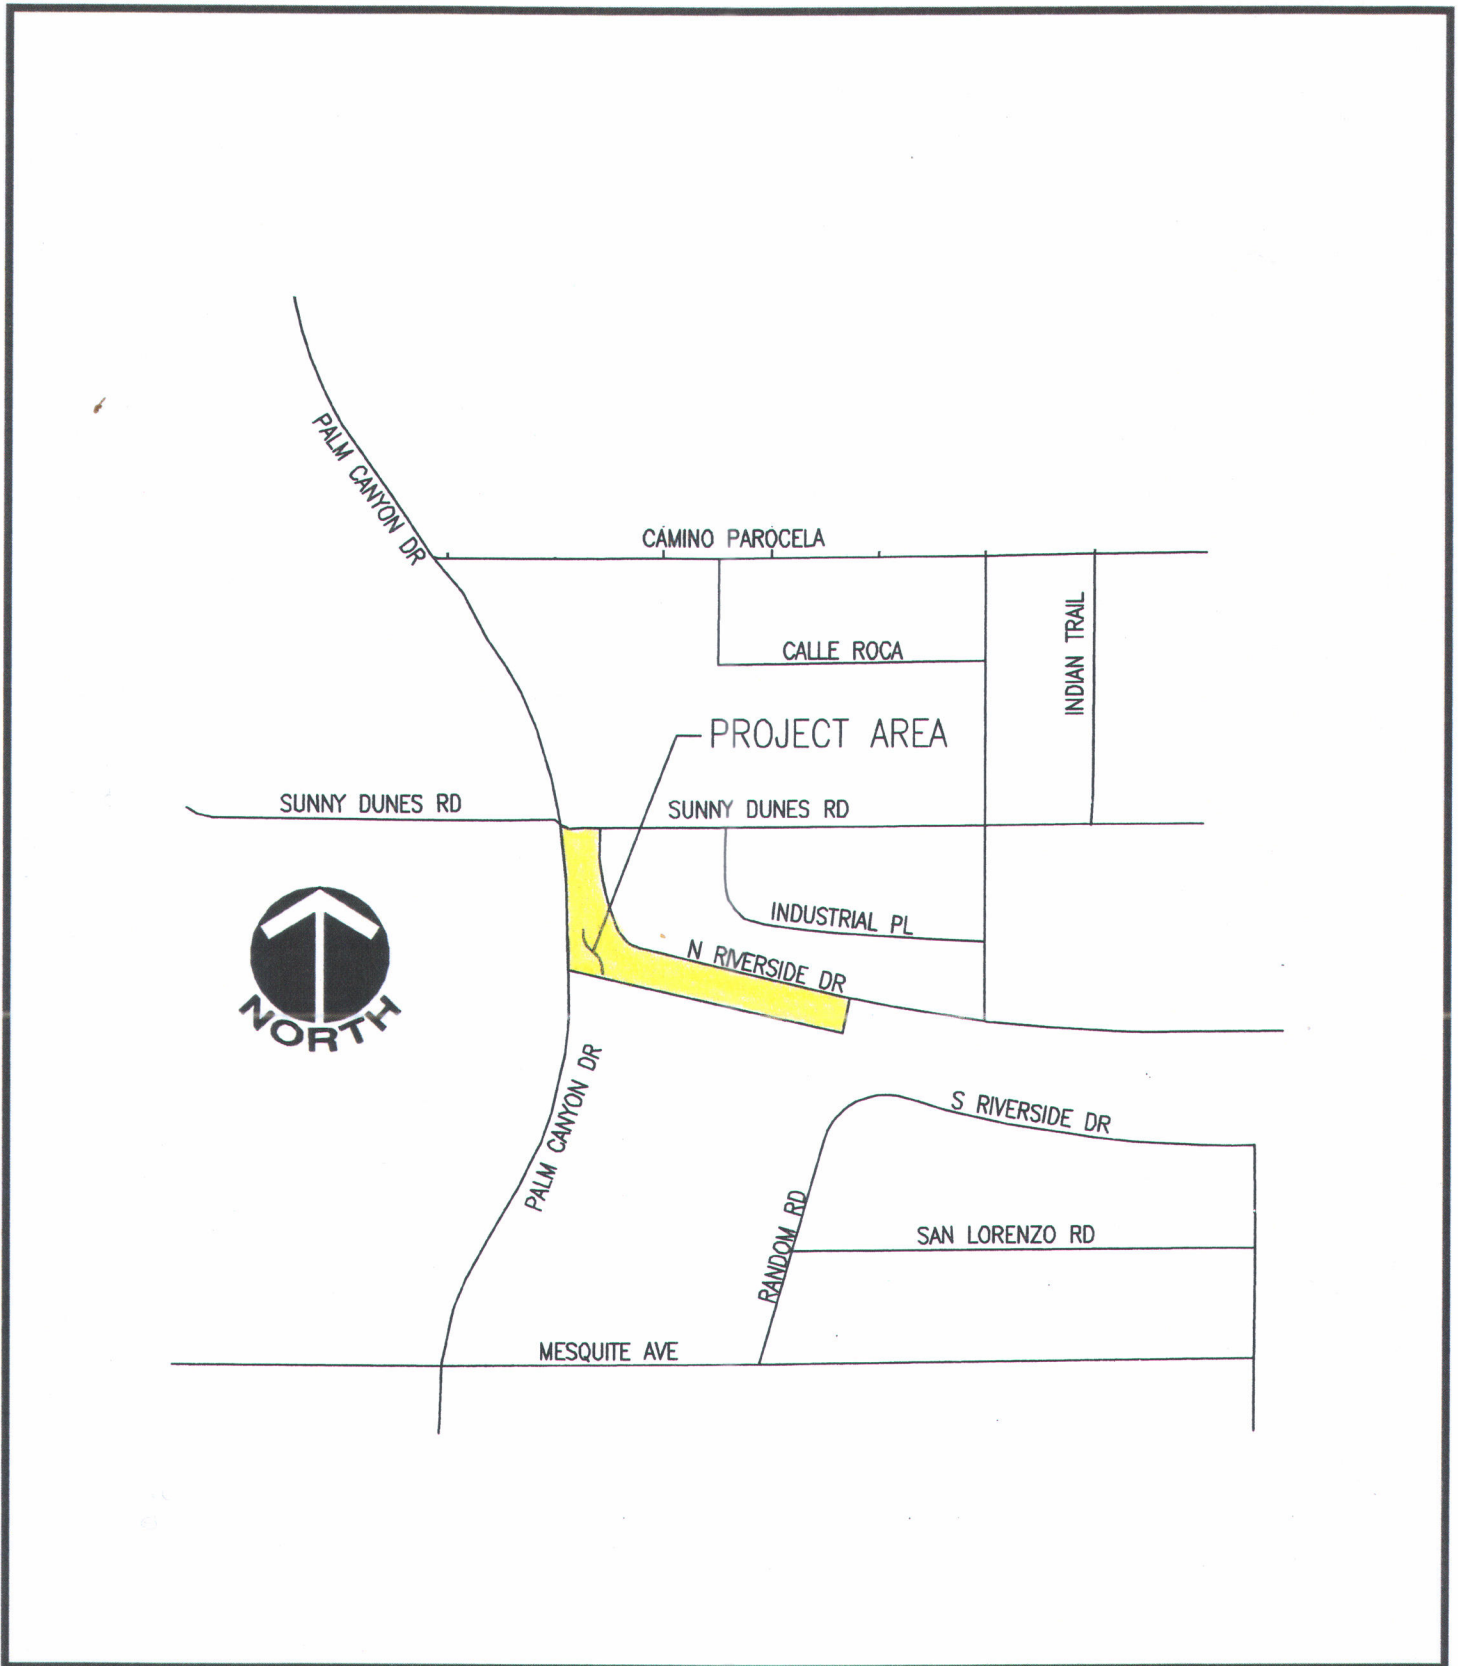 PALM CANYON DR
CAMINO PAROCELA
CALLE ROCA
INDIAN TRAIL
PROJECT AREA
SUNNY DUNES RD
SUNNY DUNES RD
INDUSTRIAL PL
N RIVERSIDE DR
NORTH
PALM CANYON DR
S RIVERSIDE DR
RANDOM RD
SAN LORENZO RD
MESQUITE AVE